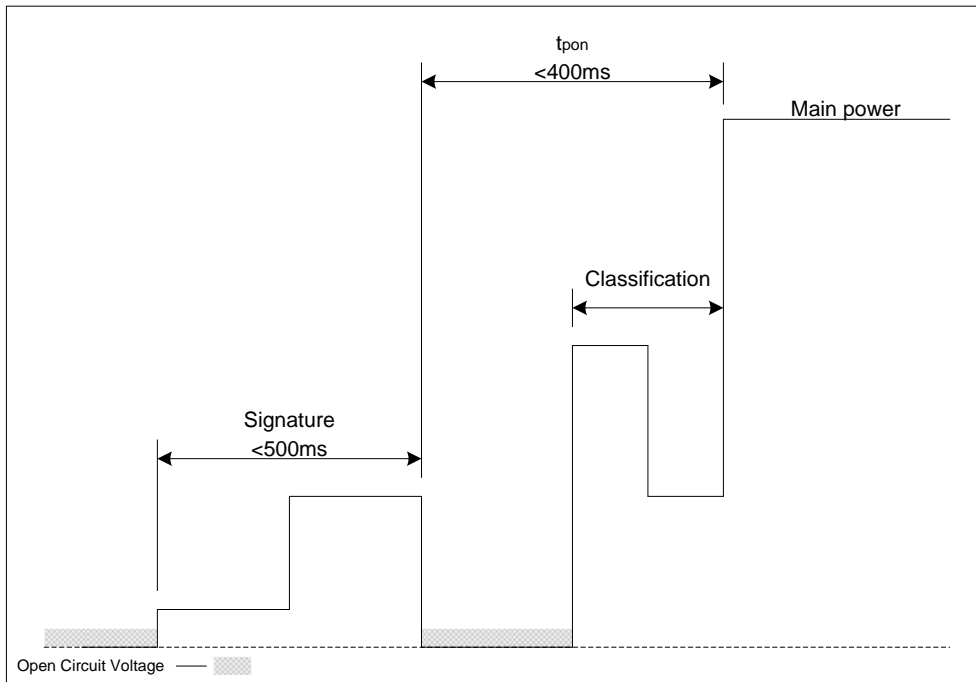 tpon
<400ms
Main power
Classification
Signature
<500ms
Open Circuit Voltage